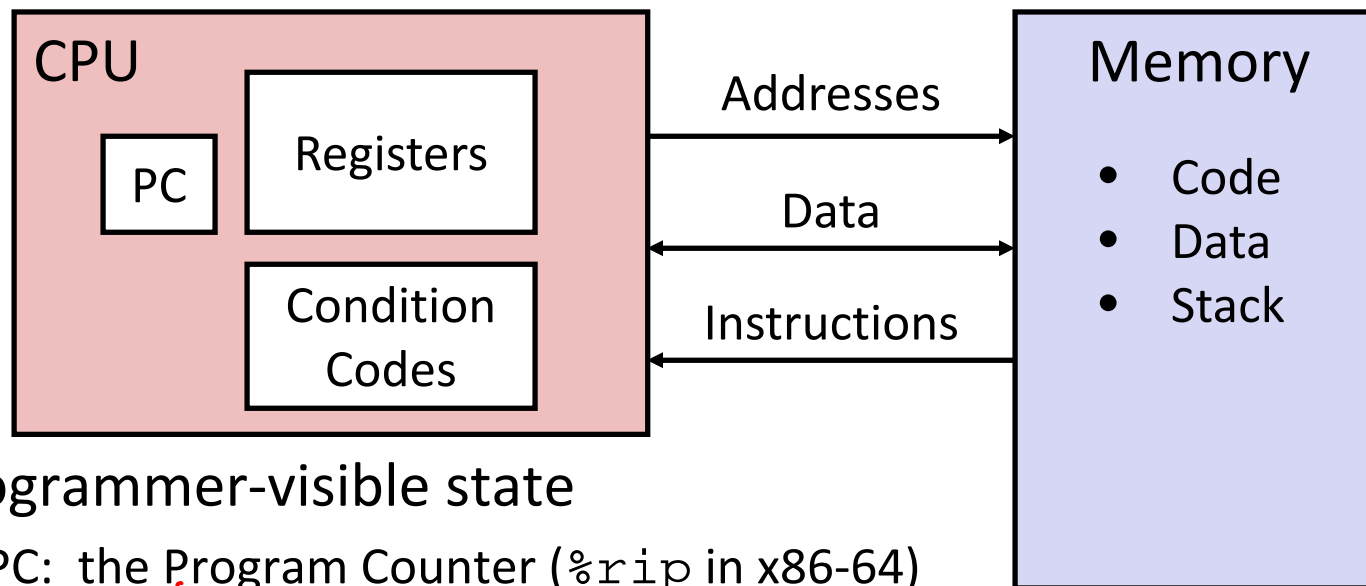 CPU
PC
Registers
Condition
Codes
Addresses
Data
Instructions
Memory
• Code
• Data
• Stack
ogrammer-visible state
PC: the Program Counter (%rip in x86-64)